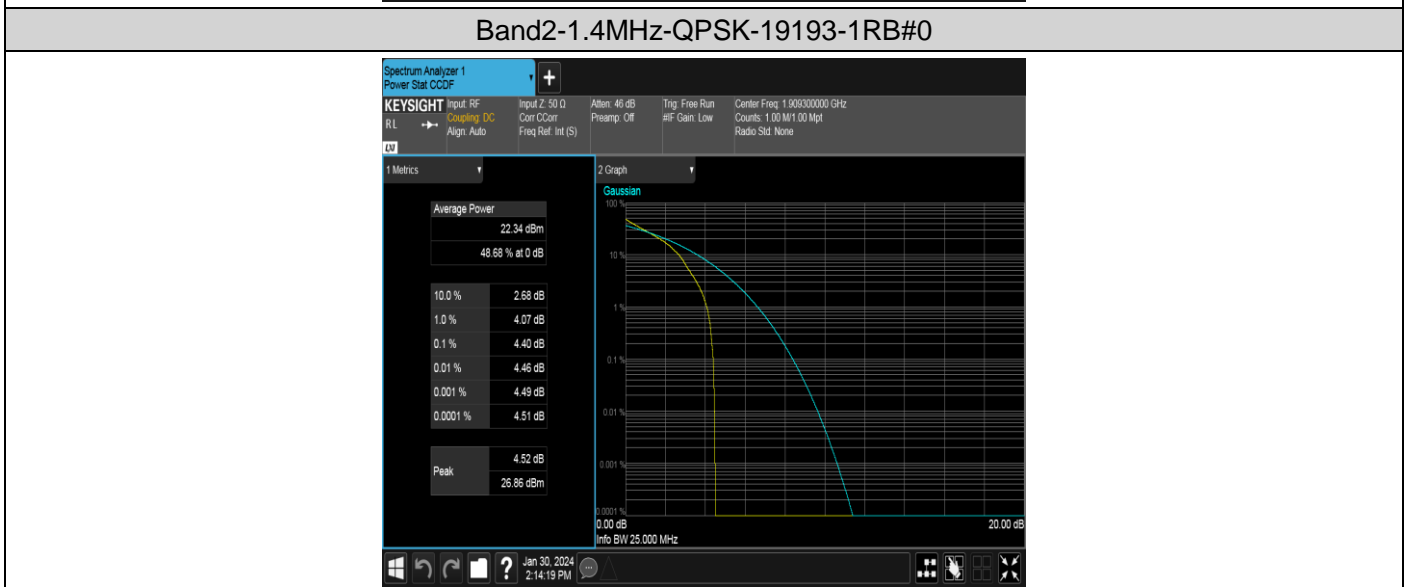 Band2-1.4MHz-QPSK-19193-1RB#0
Spectrum Analyzer 1
Power Stat CCDF
+
KEYSIGHT
RL
LXI
Input: RF
Coupling: DC
Align: Auto
Input Z: 50 Ω
Corr CCorr
Freq Ref: Int (S)
Atten: 46 dB
Preamp: Off
Trig: Free Run
#IF Gain: Low
Center Freq: 1.909300000 GHz
Counts: 1.00 M/1.00 Mpt
Radio Std: None
1 Metrics
Average Power
22.34 dBm
48.68 % at 0 dB
10.0 % 2.68 dB
1.0 % 4.07 dB
0.1 % 4.40 dB
0.01 % 4.46 dB
0.001 % 4.49 dB
0.0001 % 4.51 dB
Peak
4.52 dB
26.86 dBm
2 Graph
Gaussian
100 %
10 %
1 %
0.1 %
0.01 %
0.001 %
0.0001 %
0.00 dB 20.00 dB
Info BW 25.000 MHz
?
Jan 30, 2024
2:14:19 PM